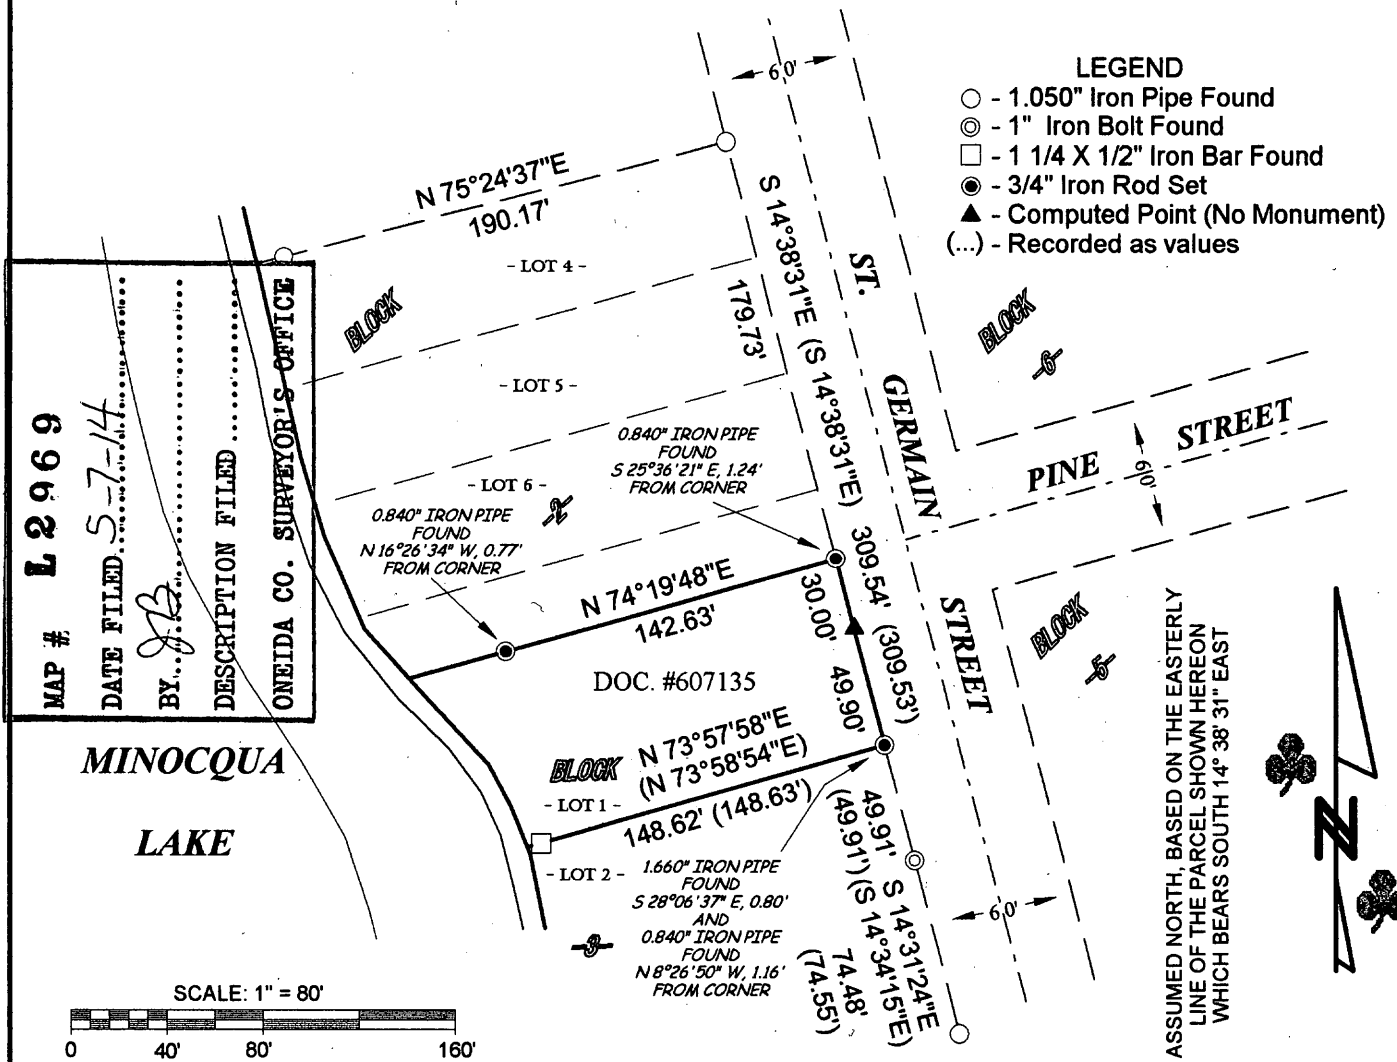 LEGEND
- 1.050" Iron Pipe Found
- 1" Iron Bolt Found
- 1 1/4 X 1/2" Iron Bar Found
- 3/4" Iron Rod Set
- Computed Point (No Monument)
(...) - Recorded as values
60'
N 75°24'37"E
190.17'
- LOT 4 -
BLOCK
- LOT 5 -
- LOT 6 -
-2-
S 14°38'31"E (S 14°38'31"E) 309.54' (309.53')
179.73'
ST. GERMAIN STREET
BLOCK
-6-
PINE STREET
60'
0.840" IRON PIPE
FOUND
S 25°36'21" E, 1.24'
FROM CORNER
0.840" IRON PIPE
FOUND
N 16°26'34" W, 0.77'
FROM CORNER
N 74°19'48"E
142.63'
30.00'
49.90'
DOC. #607135
BLOCK
-5-
N 73°57'58"E
(N 73°58'54"E)
148.62' (148.63')
BLOCK
- LOT 1 -
- LOT 2 -
-3-
1.660" IRON PIPE
FOUND
S 28°06'37" E, 0.80'
AND
0.840" IRON PIPE
FOUND
N 8°26'50" W, 1.16'
FROM CORNER
49.91' S 14°31'24"E
(49.91') (S 14°34'15"E)
74.48'
(74.55')
60'
MAP # L2969
DATE FILED 5-7-14
BY
DESCRIPTION FILED
ONEIDA CO. SURVEYOR'S OFFICE
MINOCQUA
LAKE
SCALE: 1" = 80'
0 40' 80' 160'
ASSUMED NORTH, BASED ON THE EASTERLY
LINE OF THE PARCEL SHOWN HEREON
WHICH BEARS SOUTH 14° 38' 31" EAST
N